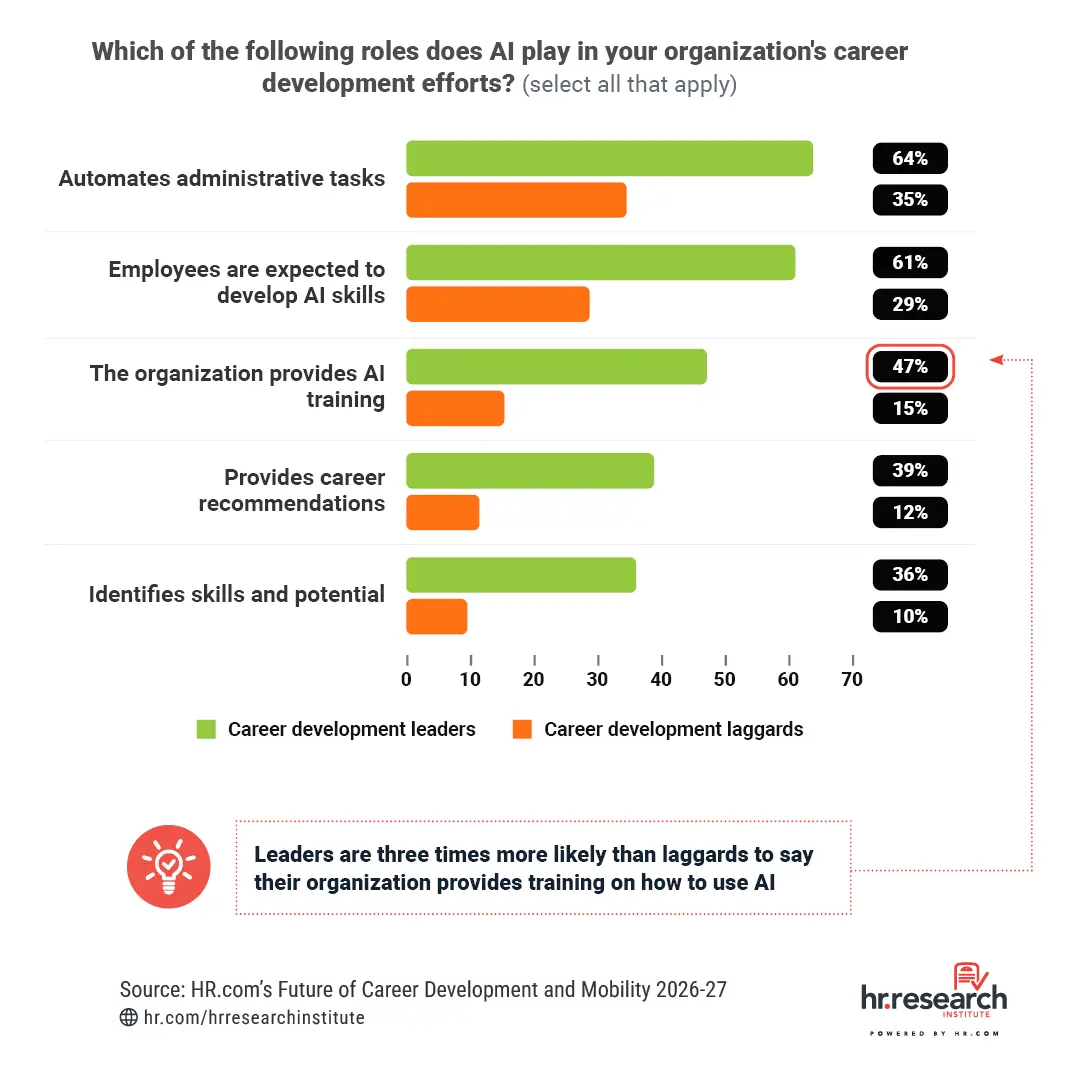 Which of the following roles does AI play in your organization's career
development efforts? (select all that apply)
Automates administrative tasks
64%
35%
Employees are expected to
develop AI skills
61%
29%
The organization provides AI
training
47%
15%
Provides career
recommendations
39%
12%
Identifies skills and potential
36%
10%
0 10 20 30 40 50 60 70
Career development leaders Career development laggards
Leaders are three times more likely than laggards to say
their organization provides training on how to use AI
Source: HR.com’s Future of Career Development and Mobility 2026-27
hr.com/hrresearchinstitute
hr.research
INSTITUTE
POWERED BY HR.COM